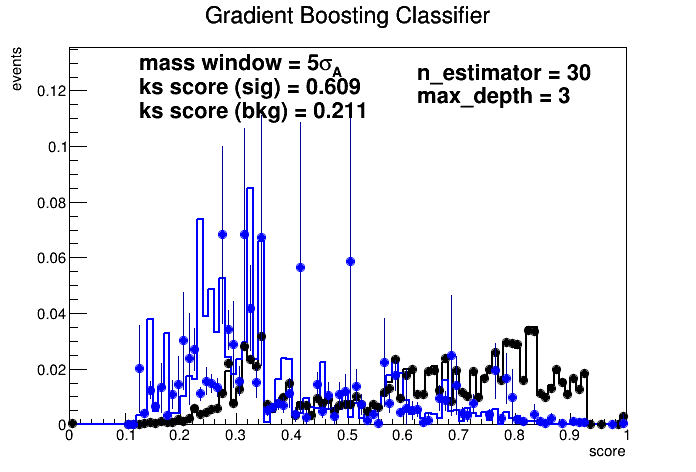 Gradient Boosting Classifier
events
mass window = 5σA
ks score (sig) = 0.609
ks score (bkg) = 0.211
n_estimator = 30
max_depth = 3
0.12
0.1
0.08
0.06
0.04
0.02
0
0 0.1 0.2 0.3 0.4 0.5 0.6 0.7 0.8 0.9 1
score